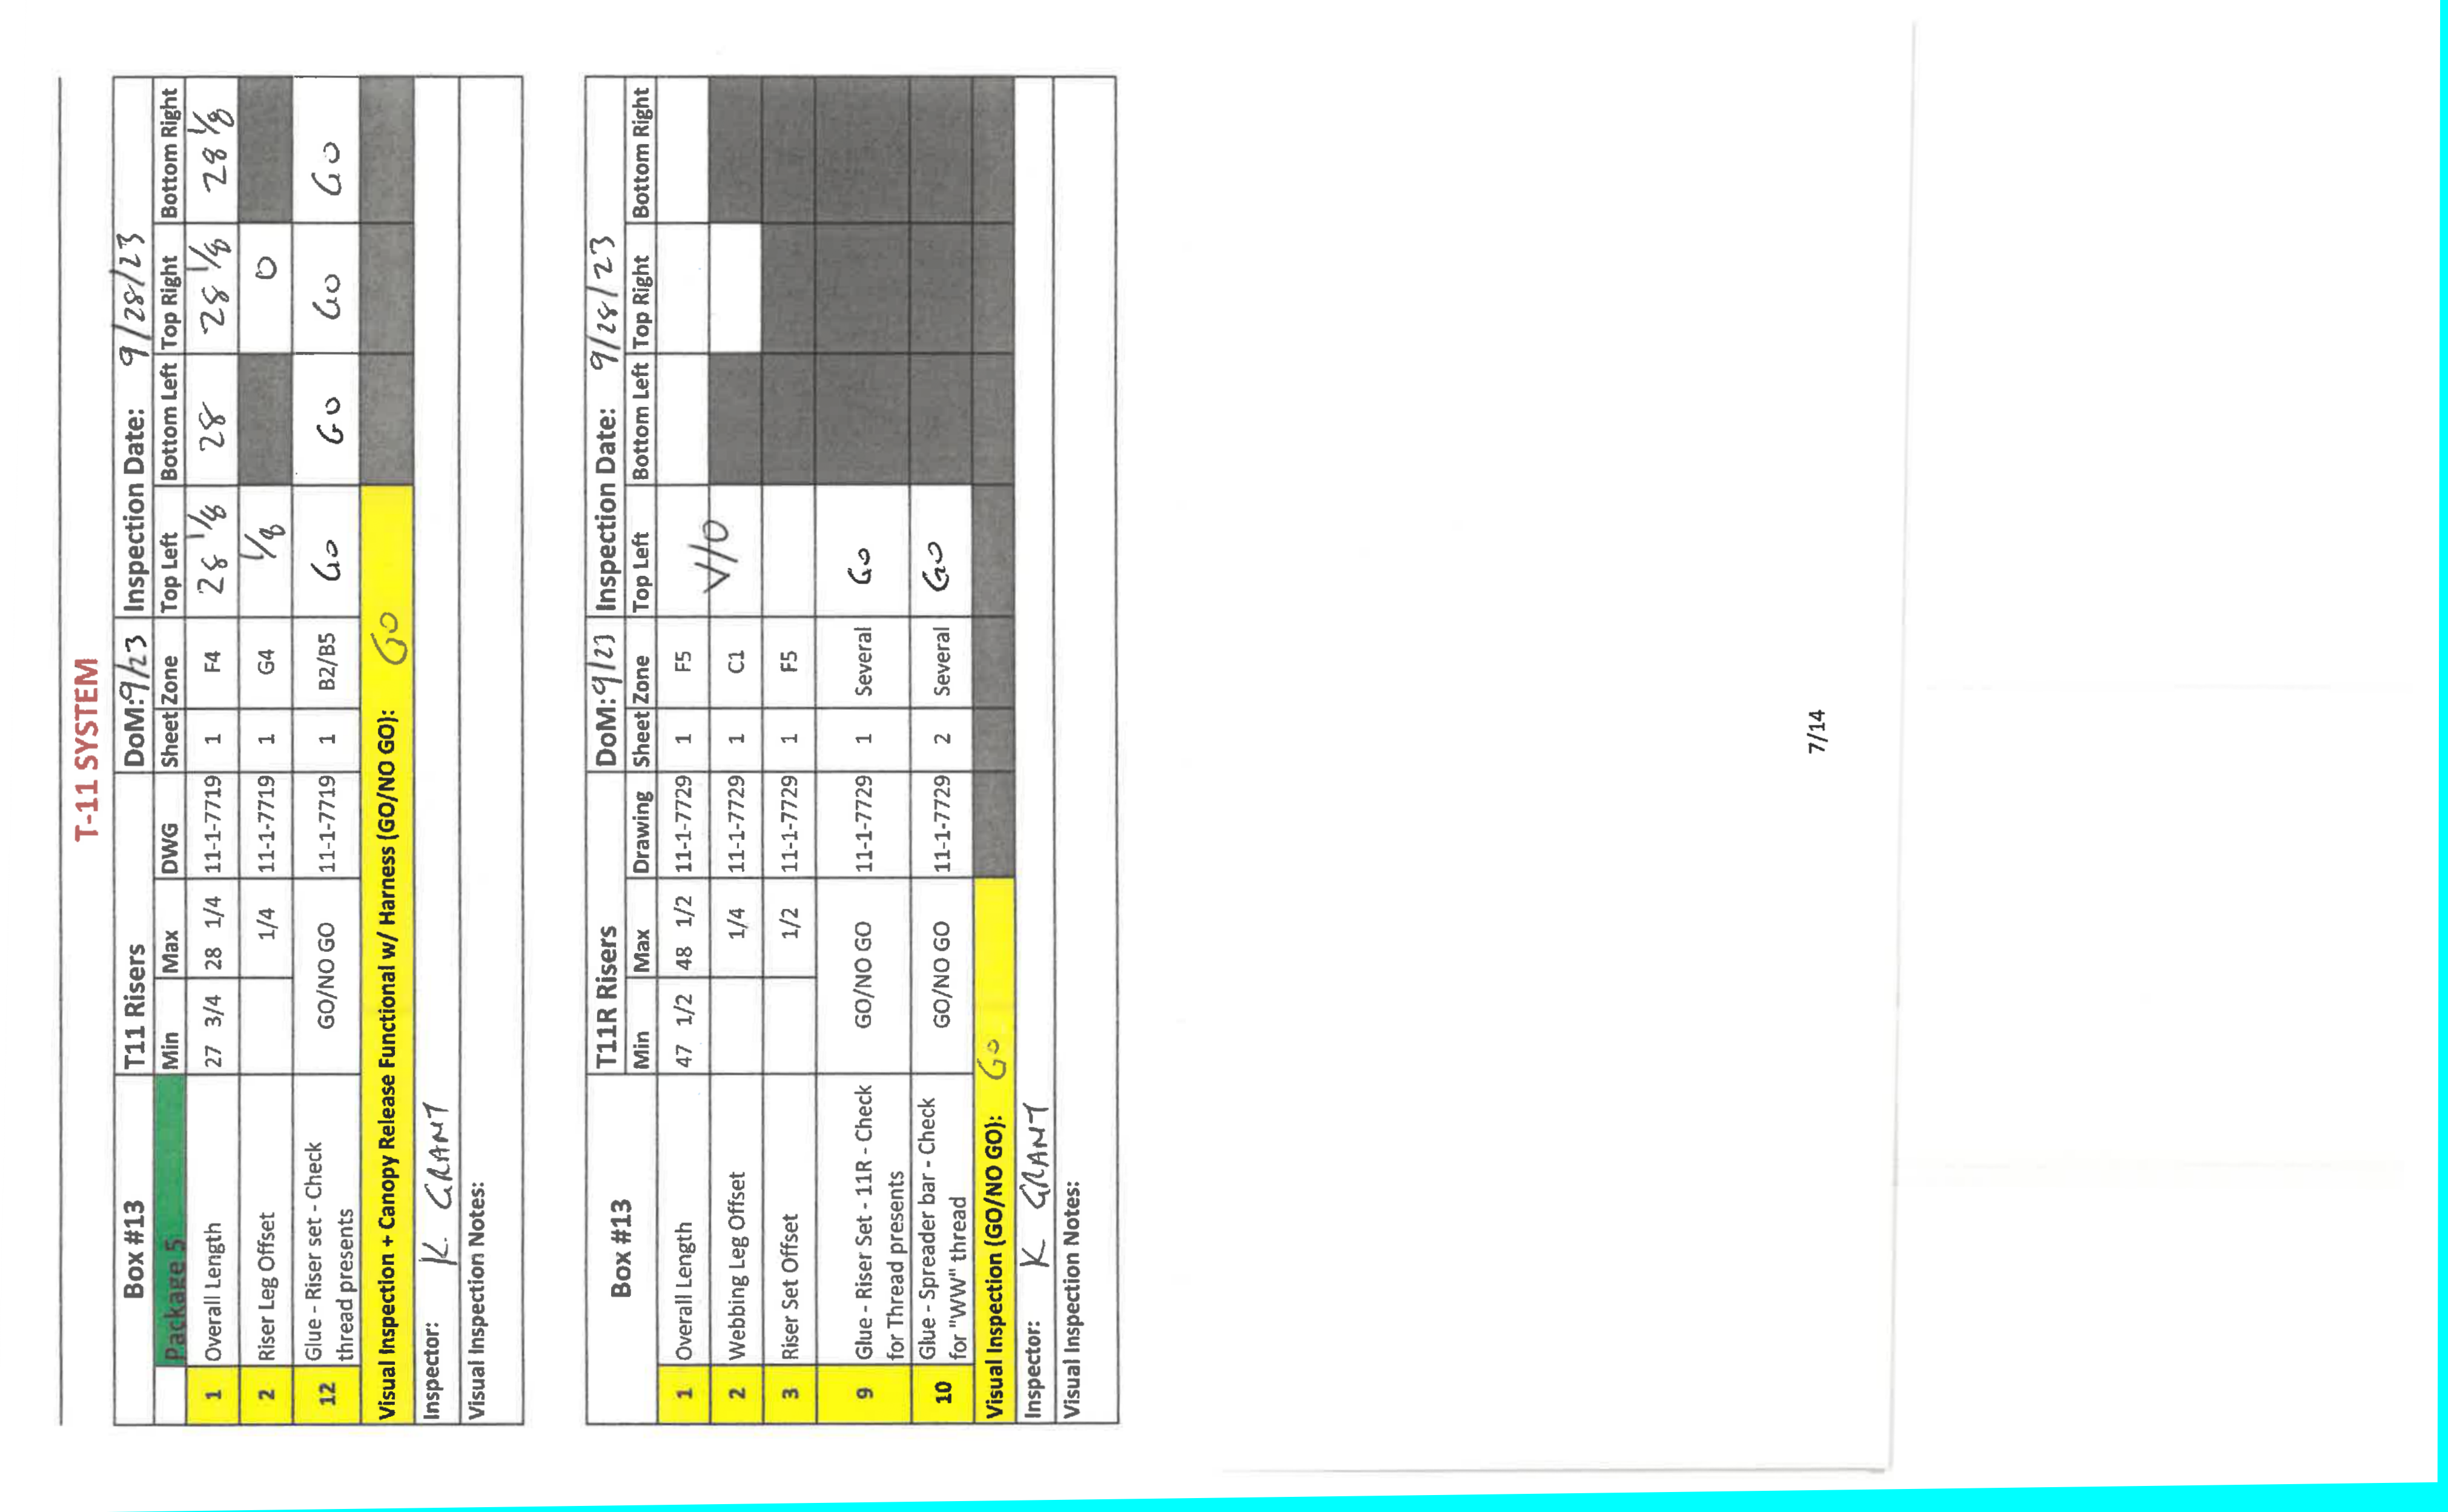 T-11 SYSTEM
Box #13 T11 Risers DoM: 9/23 Inspection Date: 9/28/23
Package 5 Min Max DWG Sheet Zone Top Left Bottom Left Top Right Bottom Right
1 Overall Length 27 3/4 28 1/4 11-1-7719 1 F4 28 1/8 28 28 1/8 28 1/8
2 Riser Leg Offset 1/4 11-1-7719 1 G4 1/8 0
12 Glue - Riser set - Check thread presents GO/NO GO 11-1-7719 1 B2/B5 Go Go Go Go
Visual Inspection + Canopy Release Functional w/ Harness (GO/NO GO): Go
Inspector: K. GRANT
Visual Inspection Notes:
Box #13 T11R Risers DoM: 9/23 Inspection Date: 9/28/23
Min Max Drawing Sheet Zone Top Left Bottom Left Top Right Bottom Right
1 Overall Length 47 1/2 48 1/2 11-1-7729 1 F5
2 Webbing Leg Offset 1/4 11-1-7729 1 C1 V/O
3 Riser Set Offset 1/2 11-1-7729 1 F5
9 Glue - Riser Set - 11R - Check for Thread presents GO/NO GO 11-1-7729 1 Several Go
10 Glue - Spreader bar - Check for "WW" thread GO/NO GO 11-1-7729 2 Several Go
Visual Inspection (GO/NO GO): Go
Inspector: K GRANT
Visual Inspection Notes:
7/14